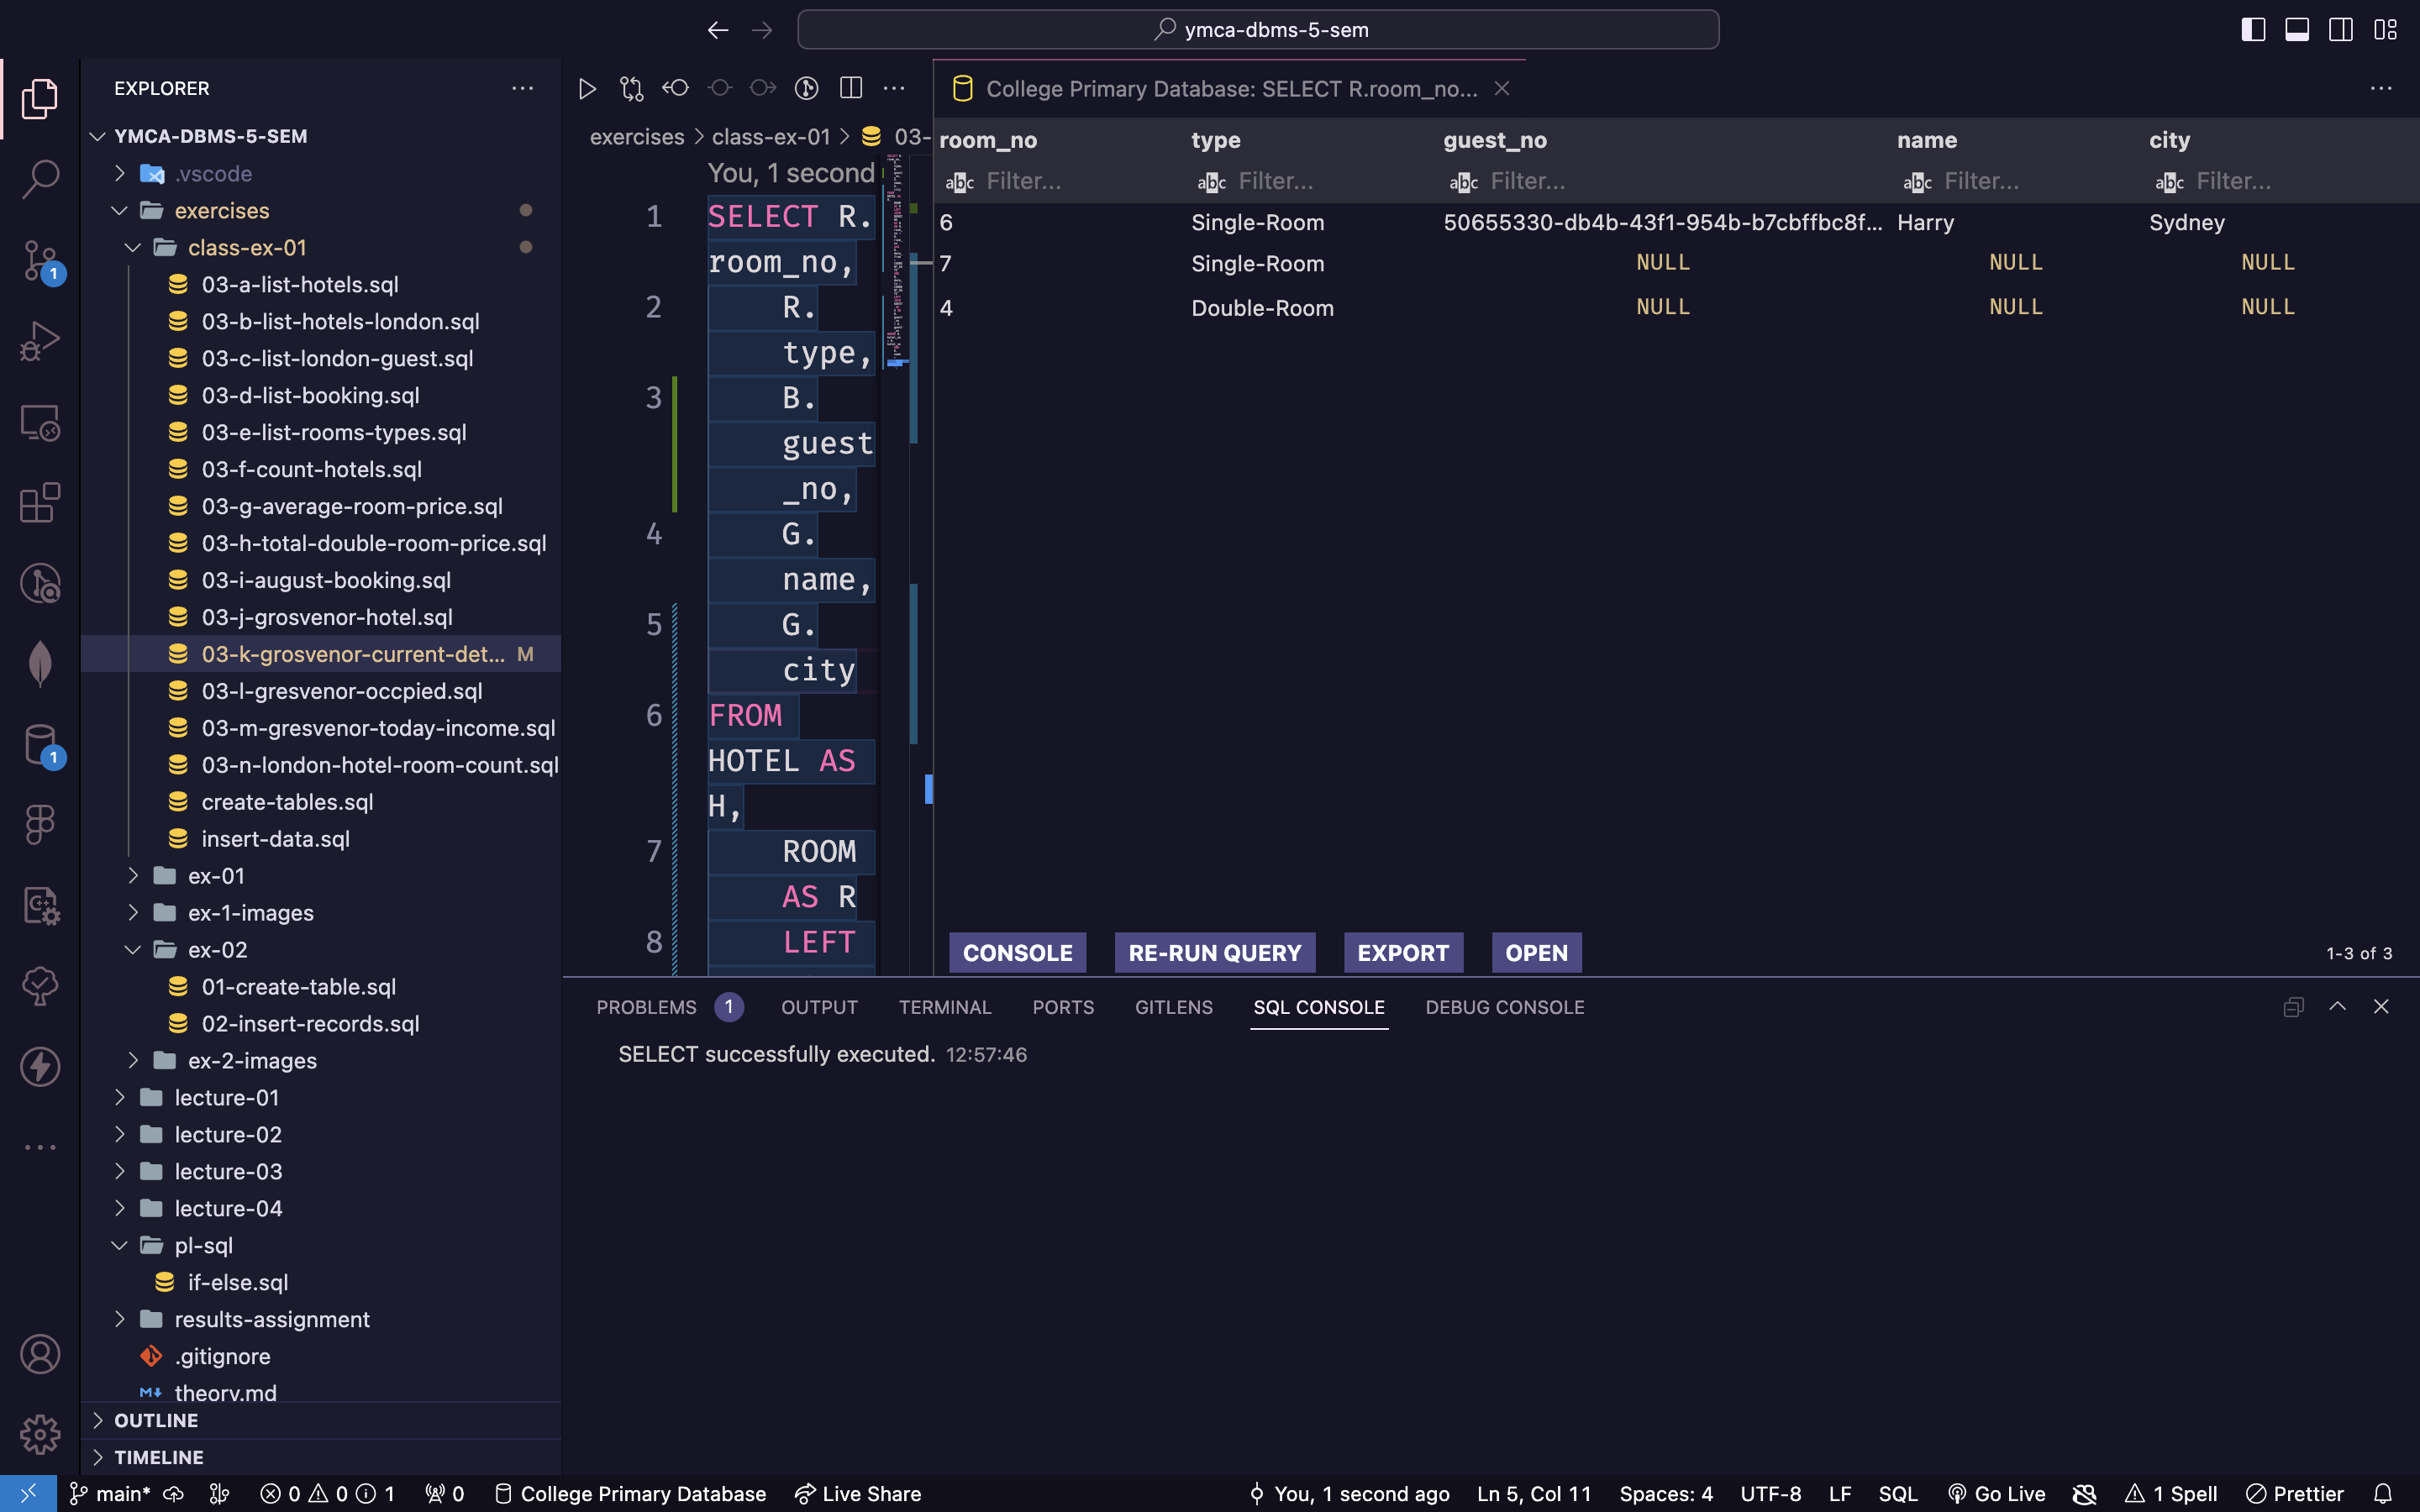 ymca-dbms-5-sem
EXPLORER
YMCA-DBMS-5-SEM
.vscode
exercises
class-ex-01
03-a-list-hotels.sql
03-b-list-hotels-london.sql
03-c-list-london-guest.sql
03-d-list-booking.sql
03-e-list-rooms-types.sql
03-f-count-hotels.sql
03-g-average-room-price.sql
03-h-total-double-room-price.sql
03-i-august-booking.sql
03-j-grosvenor-hotel.sql
03-k-grosvenor-current-det... M
03-l-gresvenor-occpied.sql
03-m-gresvenor-today-income.sql
03-n-london-hotel-room-count.sql
create-tables.sql
insert-data.sql
ex-01
ex-1-images
ex-02
01-create-table.sql
02-insert-records.sql
ex-2-images
lecture-01
lecture-02
lecture-03
lecture-04
pl-sql
if-else.sql
results-assignment
.gitignore
theory.md
OUTLINE
TIMELINE
1
1
exercises > class-ex-01 > 03-
You, 1 second
1 SELECT R.
room_no,
2 R.
type,
3 B.
guest
_no,
4 G.
name,
5 G.
city
6 FROM
HOTEL AS
H,
7 ROOM
AS R
8 LEFT
College Primary Database: SELECT R.room_no...
room_no type guest_no name city
abc Filter... abc Filter... abc Filter... abc Filter... abc Filter...
6 Single-Room 50655330-db4b-43f1-954b-b7cbffbc8f... Harry Sydney
7 Single-Room NULL NULL NULL
4 Double-Room NULL NULL NULL
CONSOLE RE-RUN QUERY EXPORT OPEN 1-3 of 3
PROBLEMS 1 OUTPUT TERMINAL PORTS GITLENS SQL CONSOLE DEBUG CONSOLE
SELECT successfully executed. 12:57:46
main* 0 0 1 0 College Primary Database Live Share You, 1 second ago Ln 5, Col 11 Spaces: 4 UTF-8 LF SQL Go Live 1 Spell Prettier